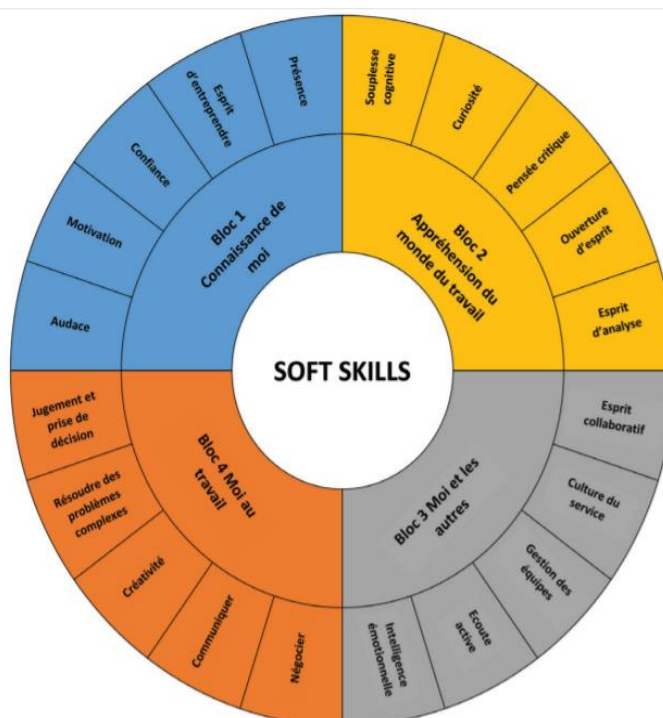 Présence
Esprit
d'entreprendre
Confiance
Motivation
Audace
Bloc 1
Connaissance de
moi
Souplesse
cognitive
Curiosité
Pensée critique
Ouverture
d'esprit
Esprit
d'analyse
Bloc 2
Appréhension du
monde du travail
SOFT SKILLS
Esprit
collaboratif
Culture du
service
Gestion des
équipes
Ecoute
active
Intelligence
émotionnelle
Bloc 3 Moi et les
autres
Jugement et
prise de
décision
Résoudre des
problèmes
complexes
Créativité
Communiquer
Négocier
Bloc 4 Moi au
travail